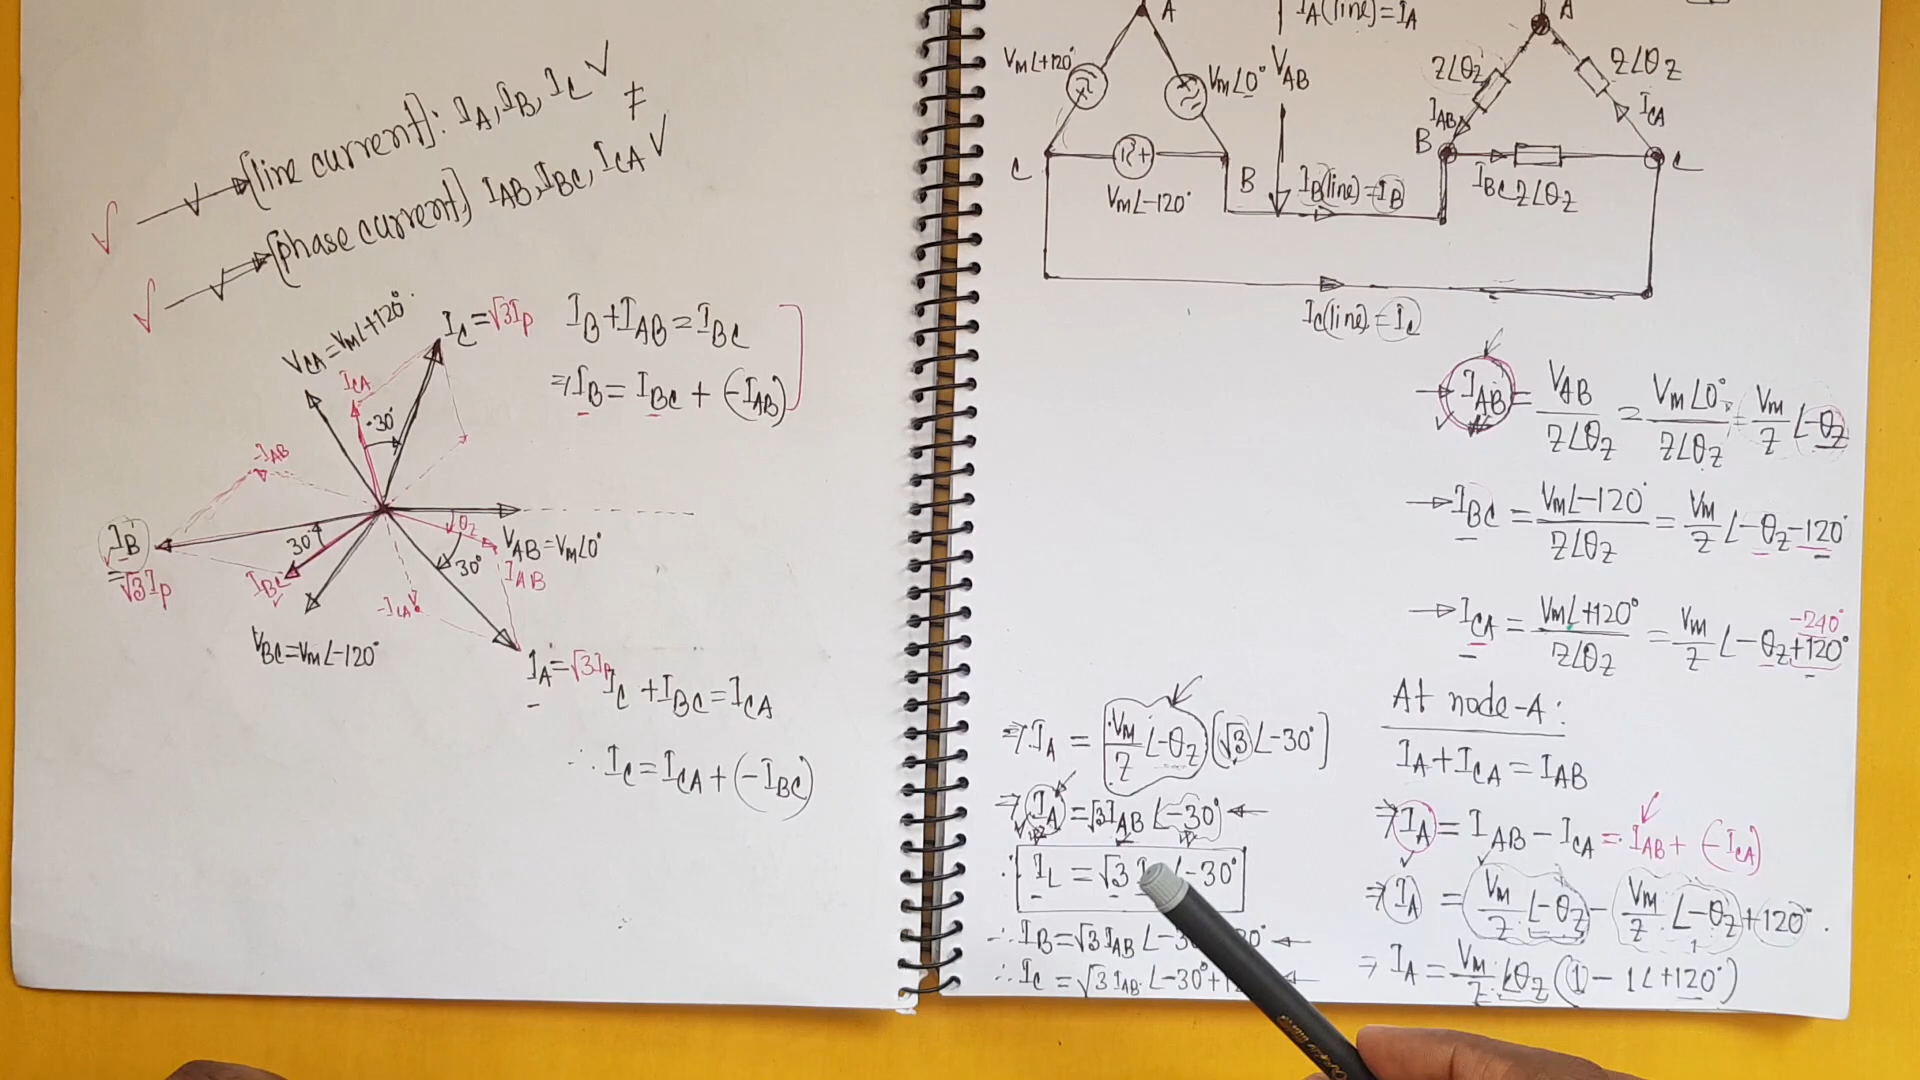 [line current]: IA, IB, IC
≠
[phase current], IAB, IBC, ICA
VCA=VM∠+120°
IC=√3Ip
IB+IAB=IBC
⇒IB=IBC+(-IAB)
ICA
30°
-IAB
IB
=√3Ip
30°
IBC
θz
VAB=VM∠0°
30°
IAB
-ICA
VBC=VM∠-120°
IA=√3Ip
IC+IBC=ICA
∴ IC=ICA+(-IBC)
A
IA(line)=IA
A
VM∠+120°
VM∠0°
VAB
Z∠θz
Z∠θz
IAB
ICA
C
B
B
C
VM∠-120°
IB(line)=IB
IBC
Z∠θz
IC(line)=IC
→IAB=VAB/Z∠θz=VM∠0°/Z∠θz=VM/Z∠-θz
→IBC=VM∠-120°/Z∠θz=VM/Z∠-θz-120°
-240°
→ICA=VM∠+120°/Z∠θz=VM/Z∠-θz+120°
At node-A:
IA+ICA=IAB
⇒IA=IAB-ICA=IAB+(-ICA)
⇒IA=VM/Z∠-θz-VM/Z∠-θz+120°
⇒IA=VM/Z∠θz(1-1∠+120°)
⇒IA=[VM/Z∠-θz](√3∠-30°)
⇒IA=√3IAB∠-30°
∴ IL=√3 ∠-30°
∴ IB=√3IAB∠-30°
∴ IC=√3IAB∠-30°+